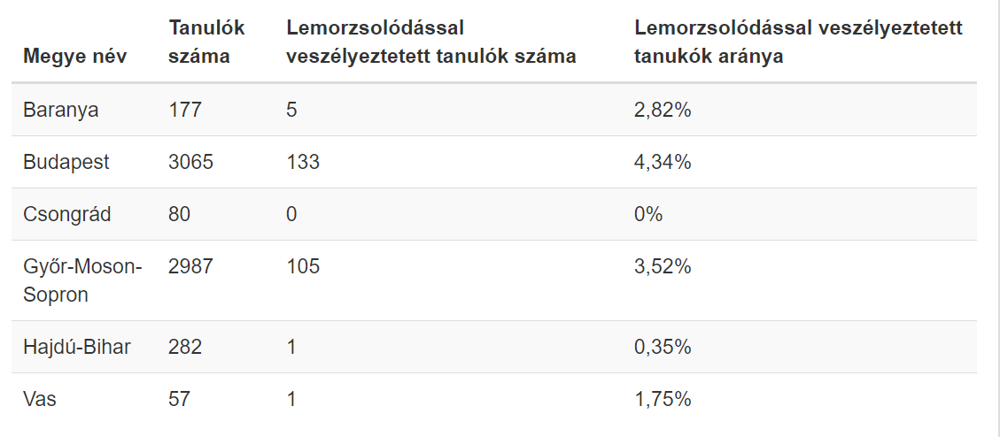 Megye név Tanulók száma Lemorzsolódással veszélyeztetett tanulók száma Lemorzsolódással veszélyeztetett tanukók aránya
Baranya 177 5 2,82%
Budapest 3065 133 4,34%
Csongrád 80 0 0%
Győr-Moson- 2987 105 3,52%
Sopron
Hajdú-Bihar 282 1 0,35%
Vas 57 1 1,75%